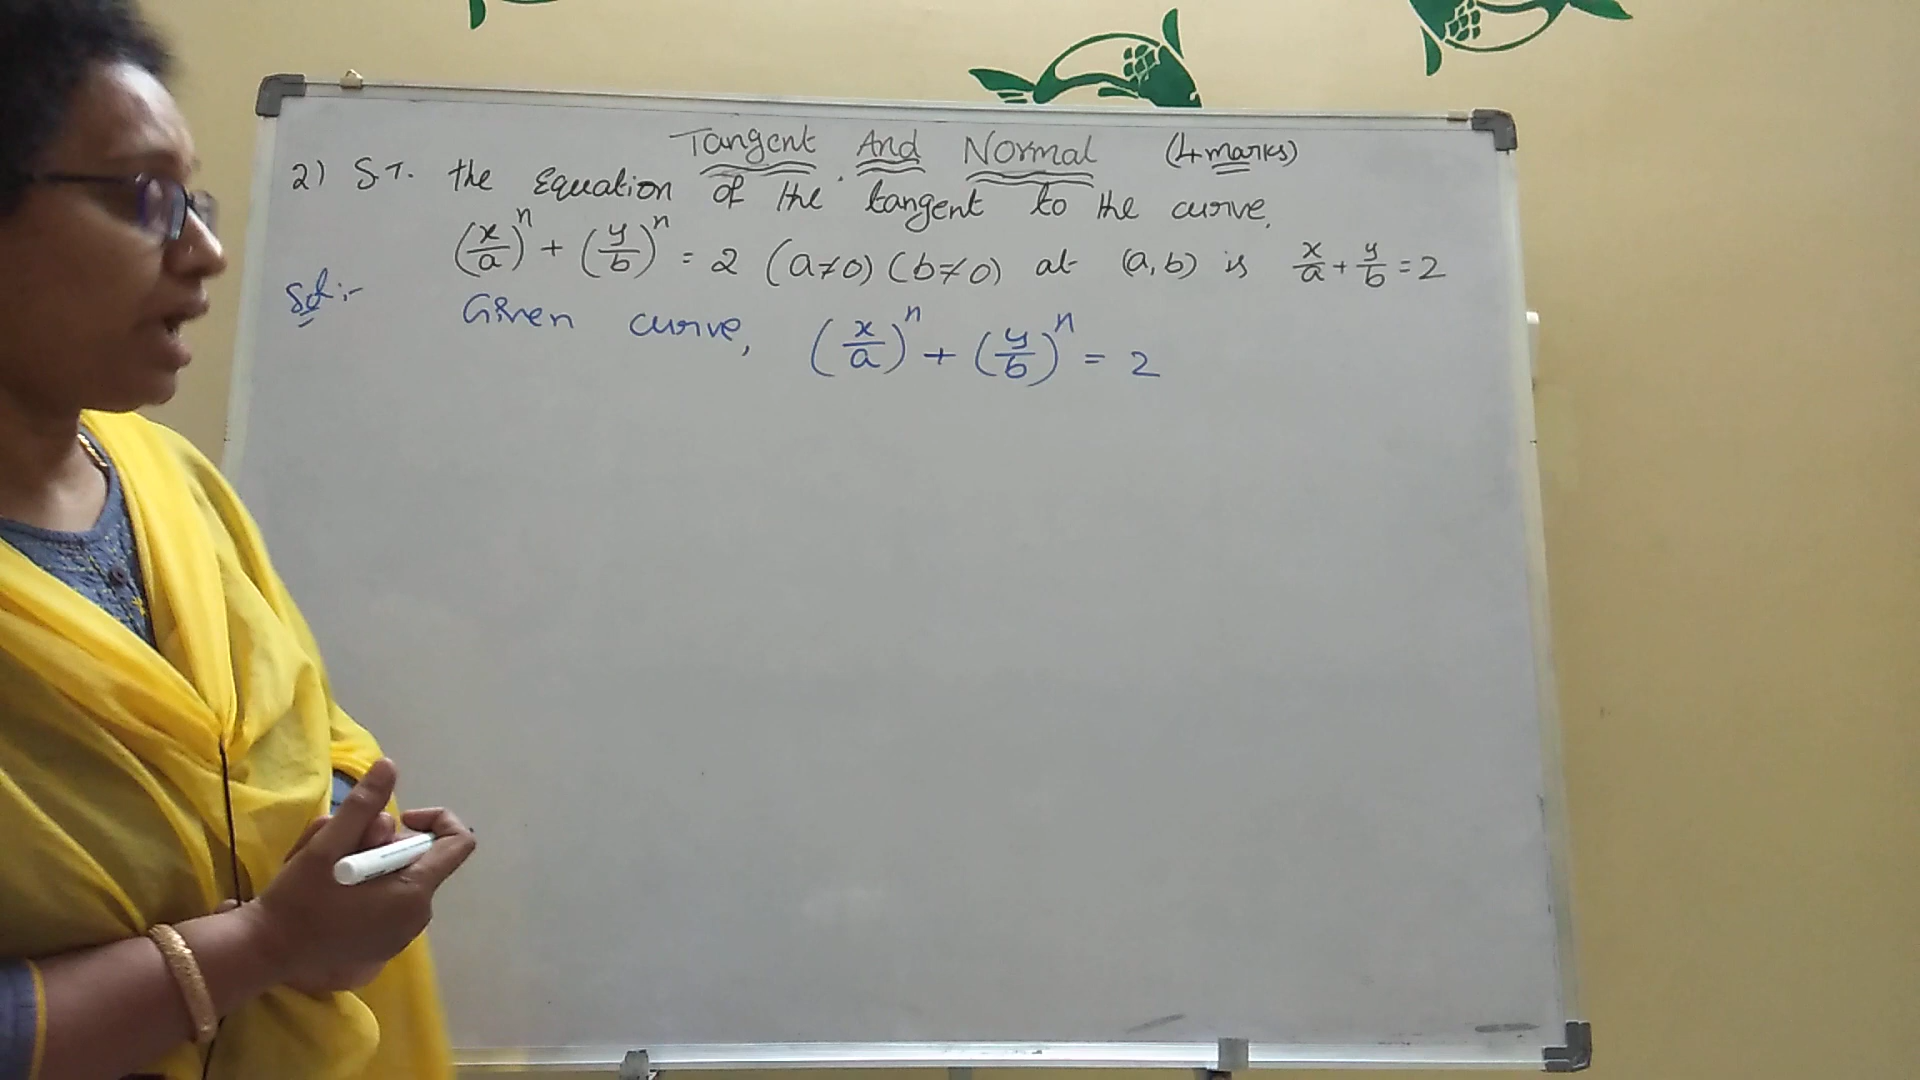 Tangent And Normal (4 marks)
2) S.T. the Equation of the tangent to the curve,
(x/a)^n + (y/b)^n = 2 (a≠0) (b≠0) at (a,b) is x/a + y/b = 2
Sol:- Given curve, (x/a)^n + (y/b)^n = 2